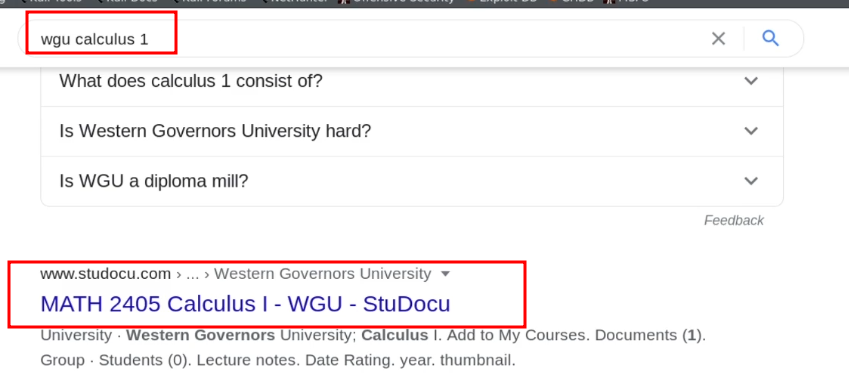 wgu calculus 1
What does calculus 1 consist of?
Is Western Governors University hard?
Is WGU a diploma mill?
Feedback
www.studocu.com › ... › Western Governors University
MATH 2405 Calculus I - WGU - StuDocu
University · Western Governors University; Calculus I. Add to My Courses. Documents (1).
Group · Students (0). Lecture notes. Date Rating. year. thumbnail.